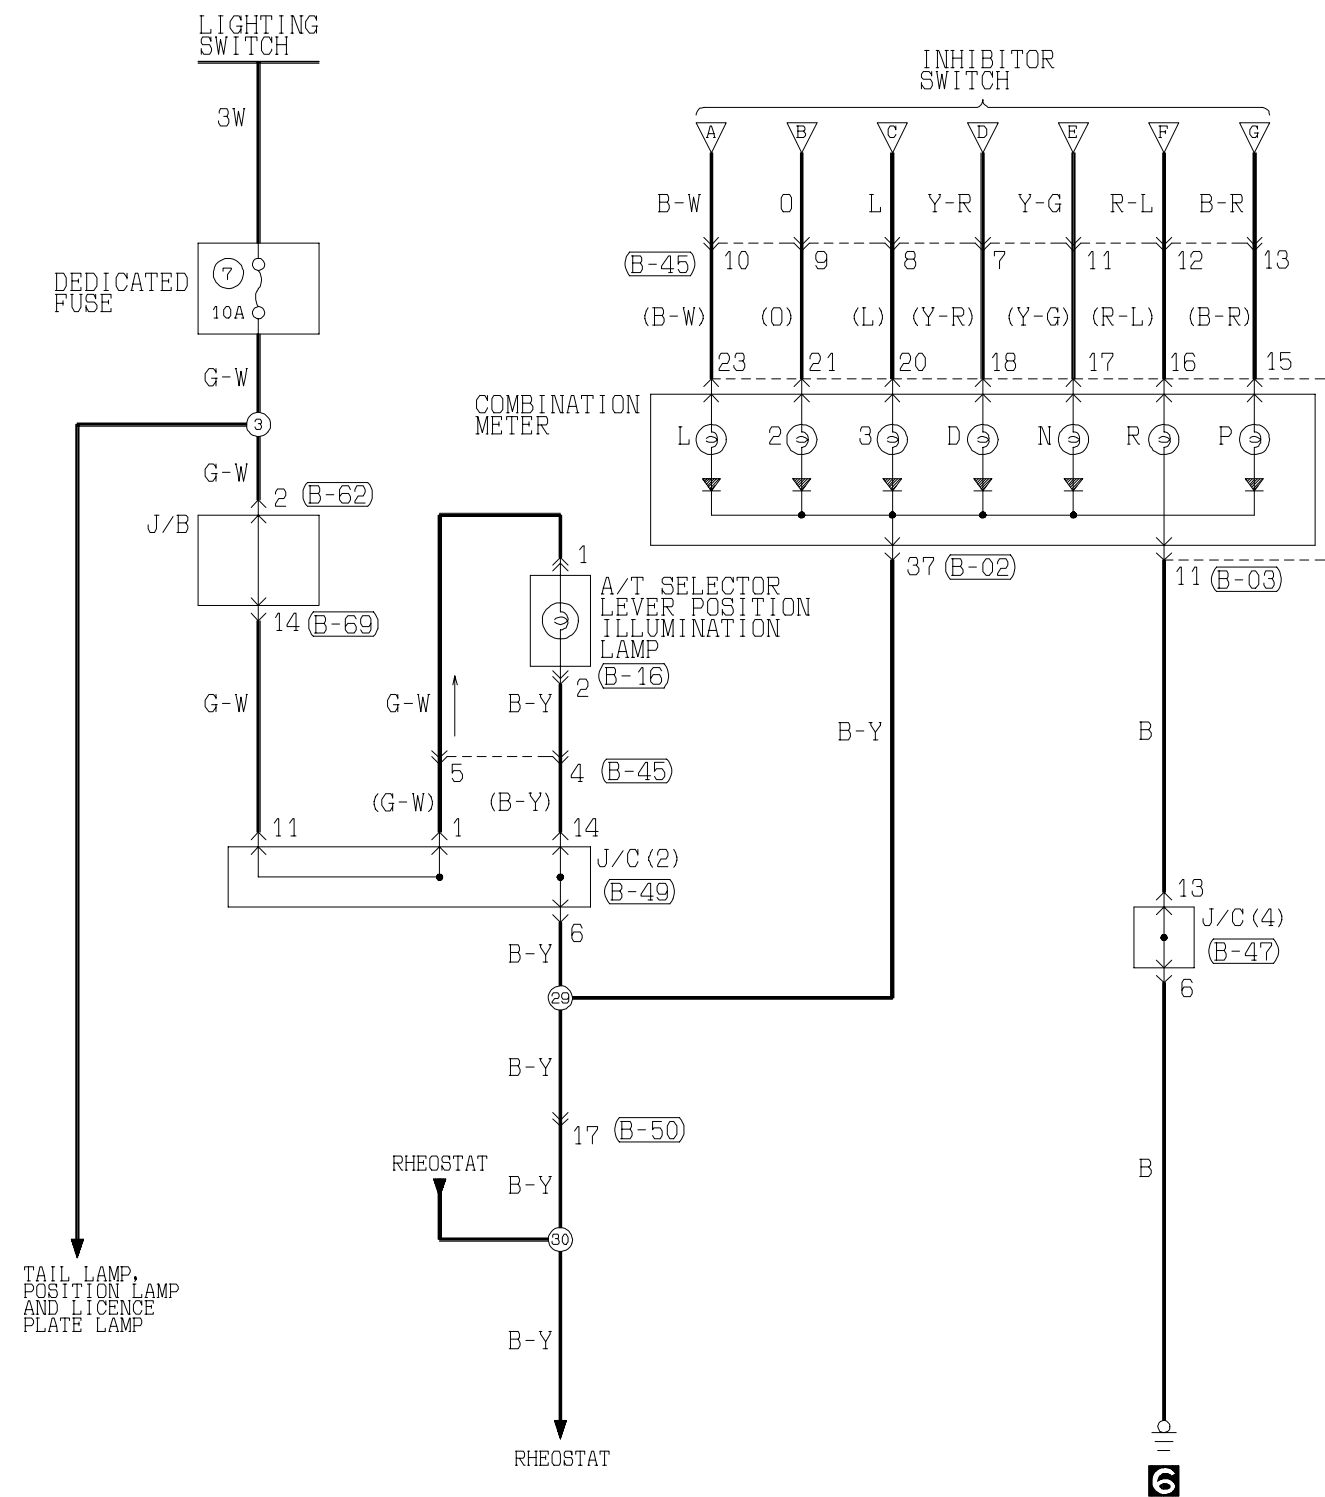 LIGHTING
SWITCH
INHIBITOR
SWITCH
3W
A B C D E F G
B-W O L Y-R Y-G R-L B-R
(B-45) 10 9 8 7 11 12 13
DEDICATED
FUSE
7
10A
(B-W) (O) (L) (Y-R) (Y-G) (R-L) (B-R)
23 21 20 18 17 16 15
G-W
COMBINATION
METER
3
L 2 3 D N R P
G-W
2 (B-62)
J/B
14 (B-69)
1
37 (B-02)
11 (B-03)
A/T SELECTOR
LEVER POSITION
ILLUMINATION
LAMP
(B-16)
2
G-W G-W B-Y B-Y B
5 4 (B-45)
(G-W) (B-Y)
11 1 14
J/C(2)
(B-49)
6
B-Y
13
J/C(4)
(B-47)
6
29
B-Y
17 (B-50)
RHEOSTAT
B-Y
B
30
TAIL LAMP,
POSITION LAMP
AND LICENCE
PLATE LAMP
B-Y
RHEOSTAT
6